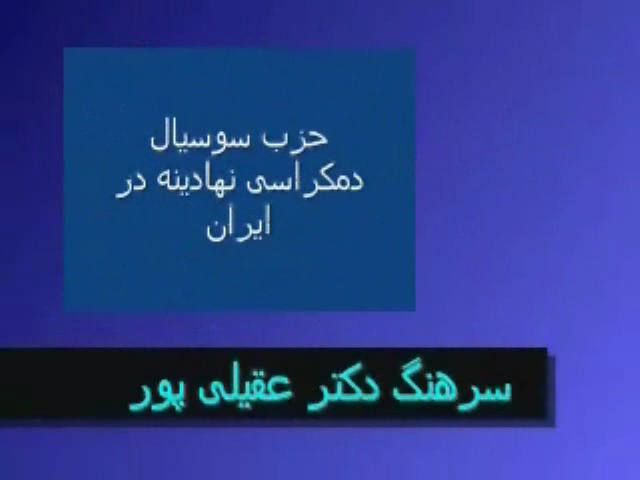 حزب سوسیال
دمکراسی نهادینه در
ایران
سرهنگ دکتر عقیلی پور